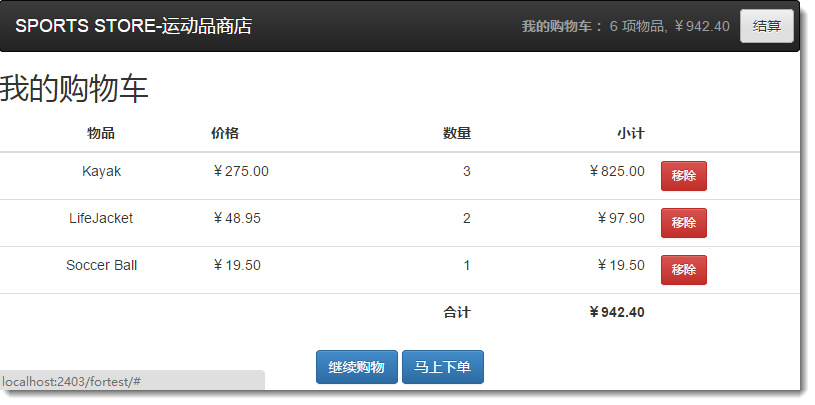 SPORTS STORE-运动品商店 我的购物车： 6 项物品, ￥942.40 结算
我的购物车
物品 价格 数量 小计
Kayak ￥275.00 3 ￥825.00 移除
LifeJacket ￥48.95 2 ￥97.90 移除
Soccer Ball ￥19.50 1 ￥19.50 移除
合计 ￥942.40
继续购物 马上下单
localhost:2403/fortest/#